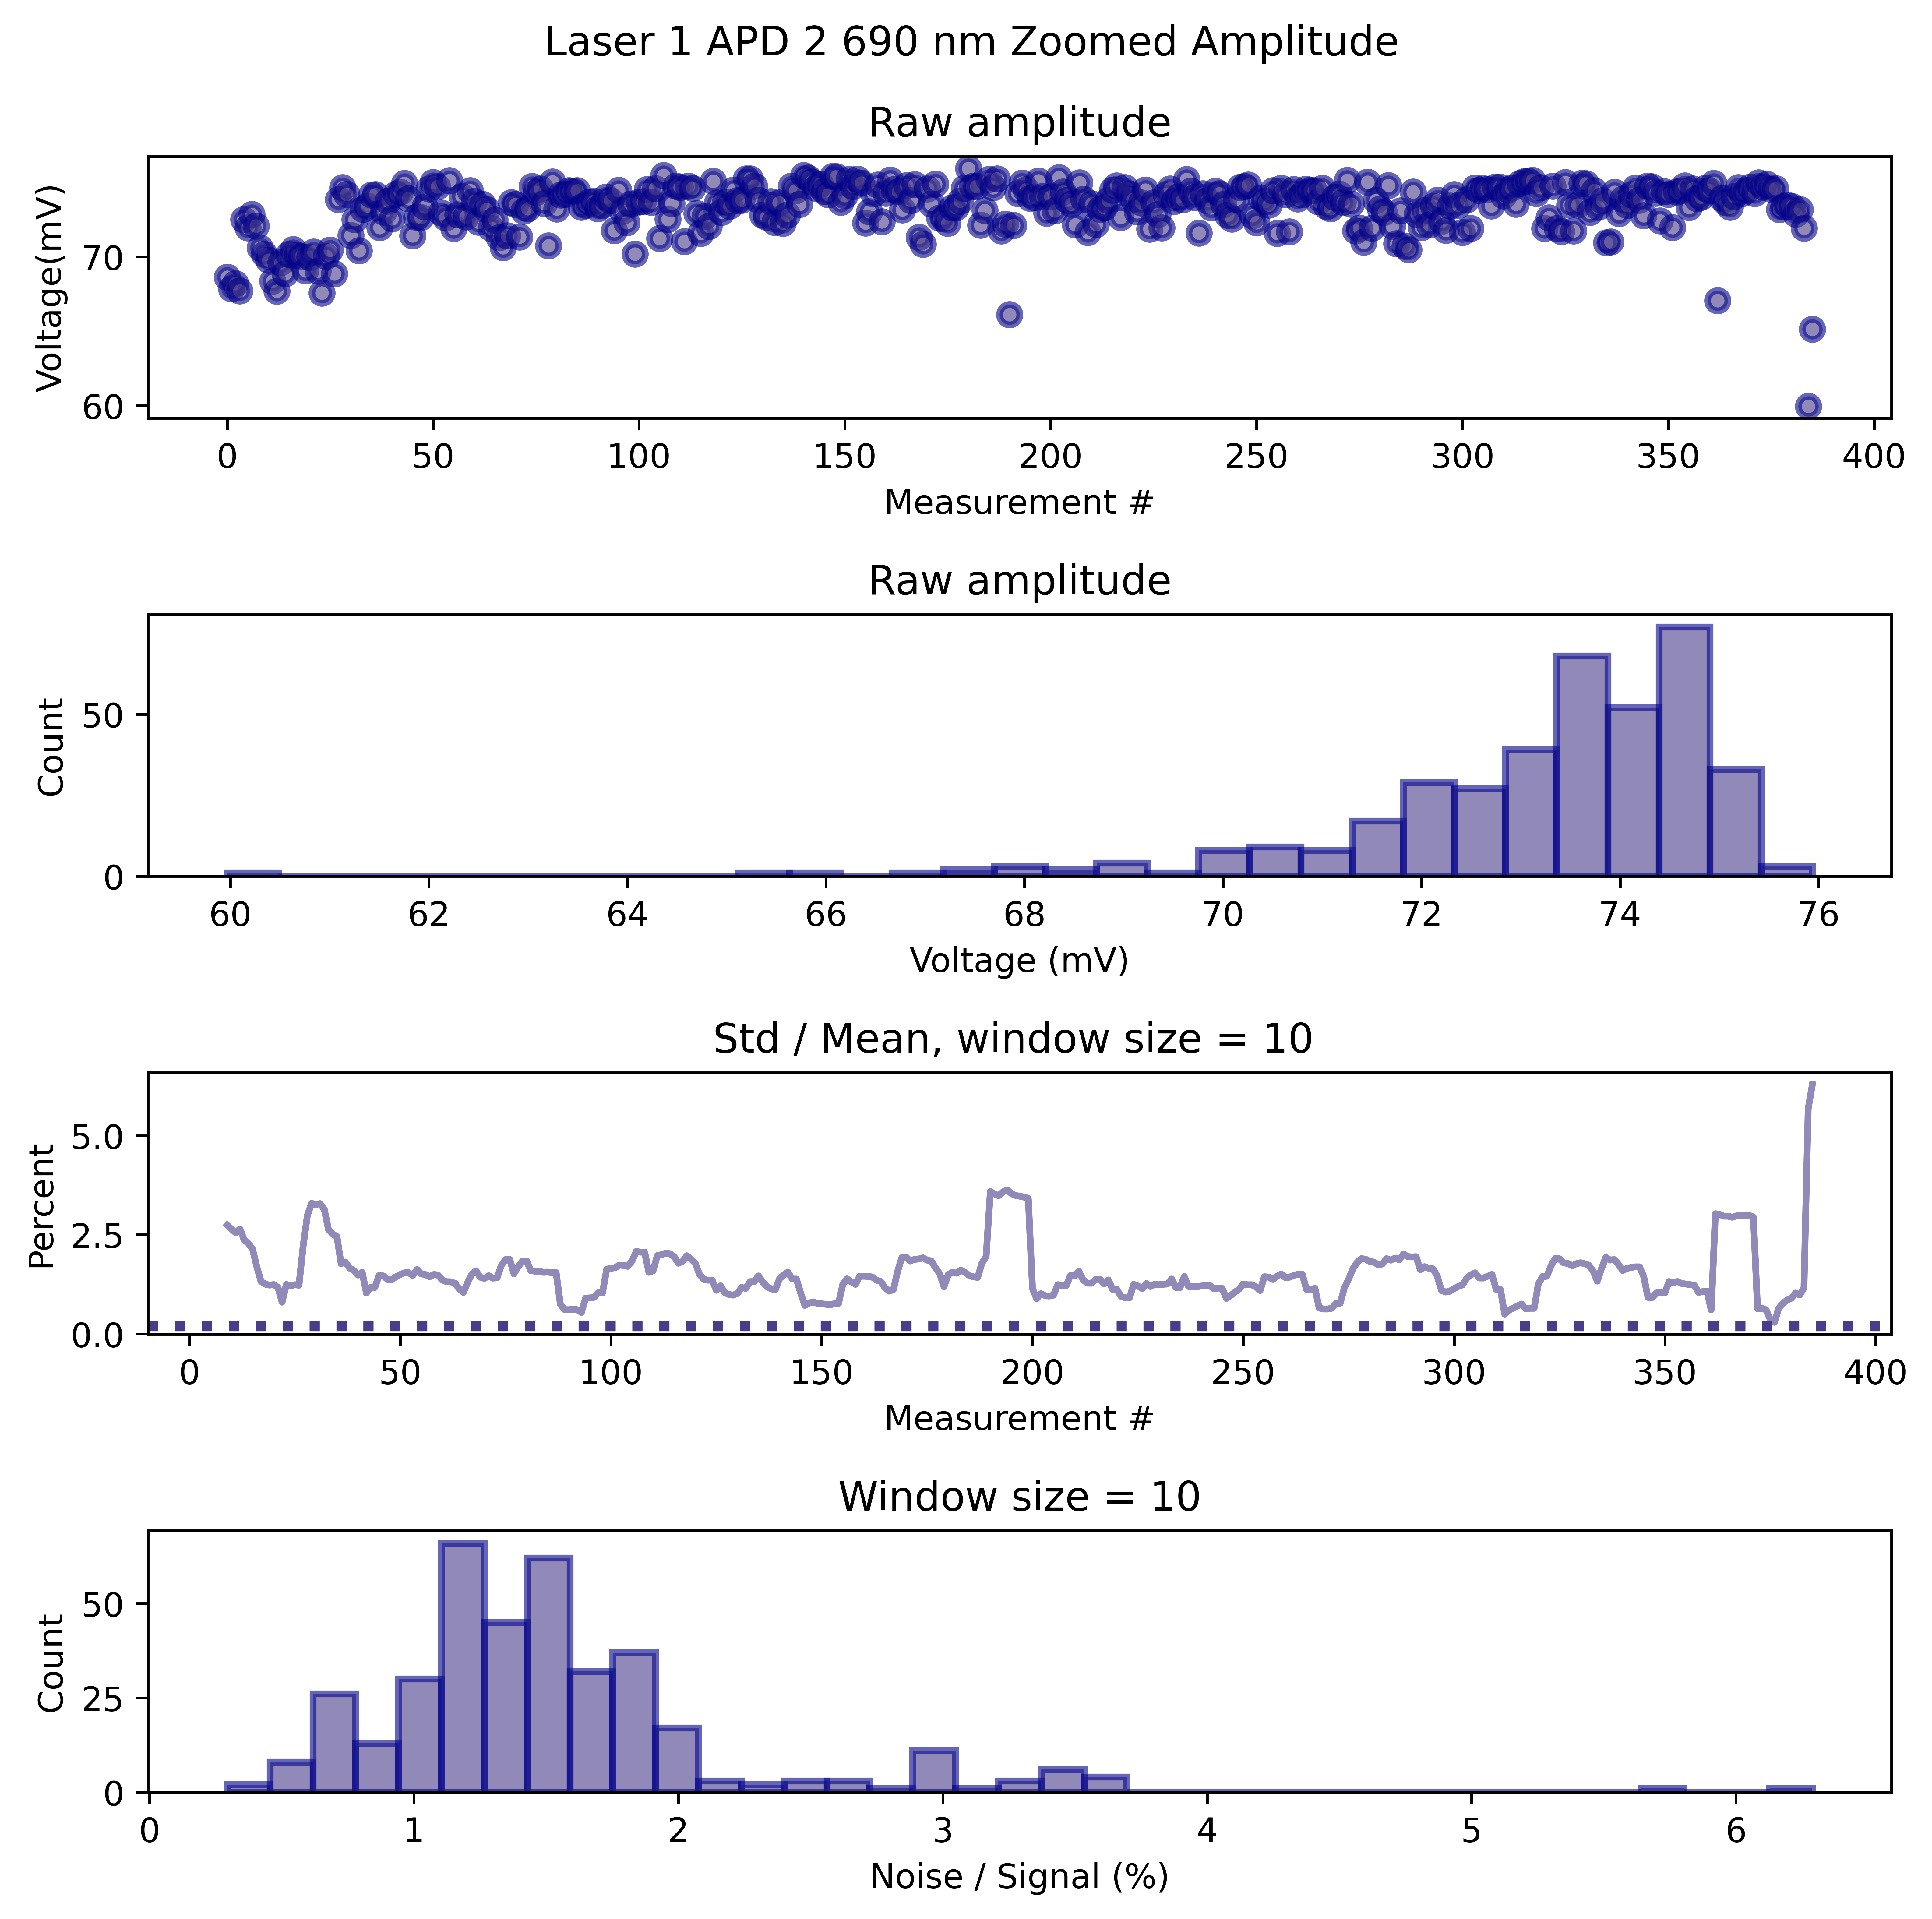 Laser 1 APD 2 690 nm Zoomed Amplitude
Raw amplitude
Voltage(mV)
70
60
0 50 100 150 200 250 300 350 400
Measurement #
Raw amplitude
Count
50
0
60 62 64 66 68 70 72 74 76
Voltage (mV)
Std / Mean, window size = 10
Percent
5.0
2.5
0.0
0 50 100 150 200 250 300 350 400
Measurement #
Window size = 10
Count
50
25
0
0 1 2 3 4 5 6
Noise / Signal (%)